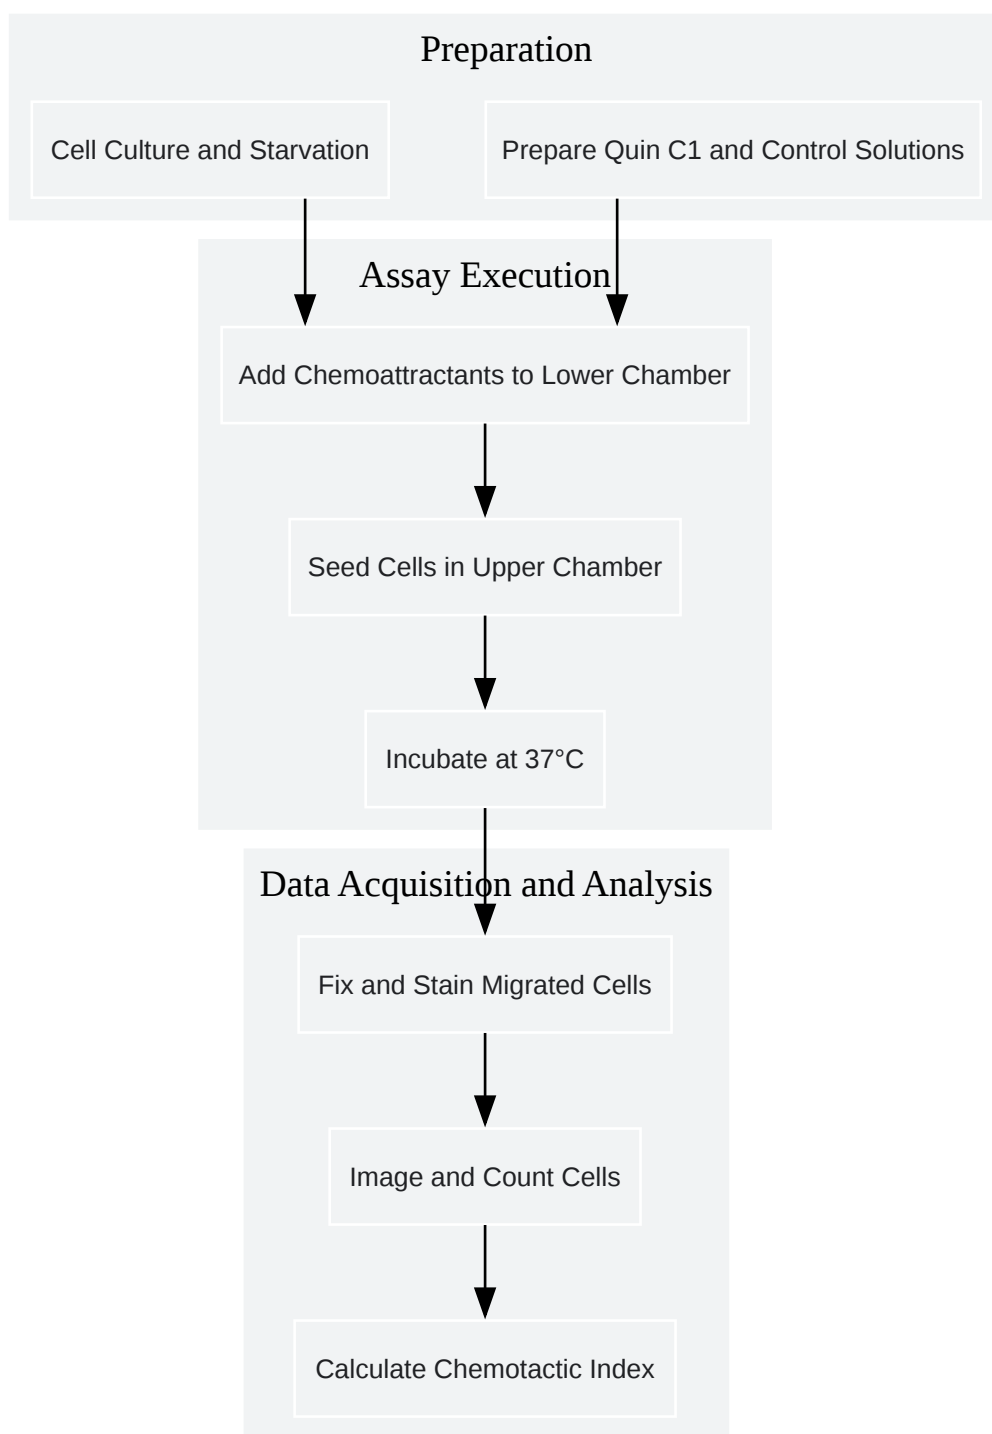 Preparation
Cell Culture and Starvation
Prepare Quin C1 and Control Solutions
Assay Execution
Add Chemoattractants to Lower Chamber
Seed Cells in Upper Chamber
Incubate at 37°C
Data Acquisition and Analysis
Fix and Stain Migrated Cells
Image and Count Cells
Calculate Chemotactic Index